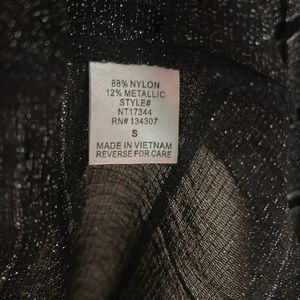 88% NYLON
12% METALLIC
STYLE#
NT17344
RN# 134307
S
MADE IN VIETNAM
REVERSE FOR CARE